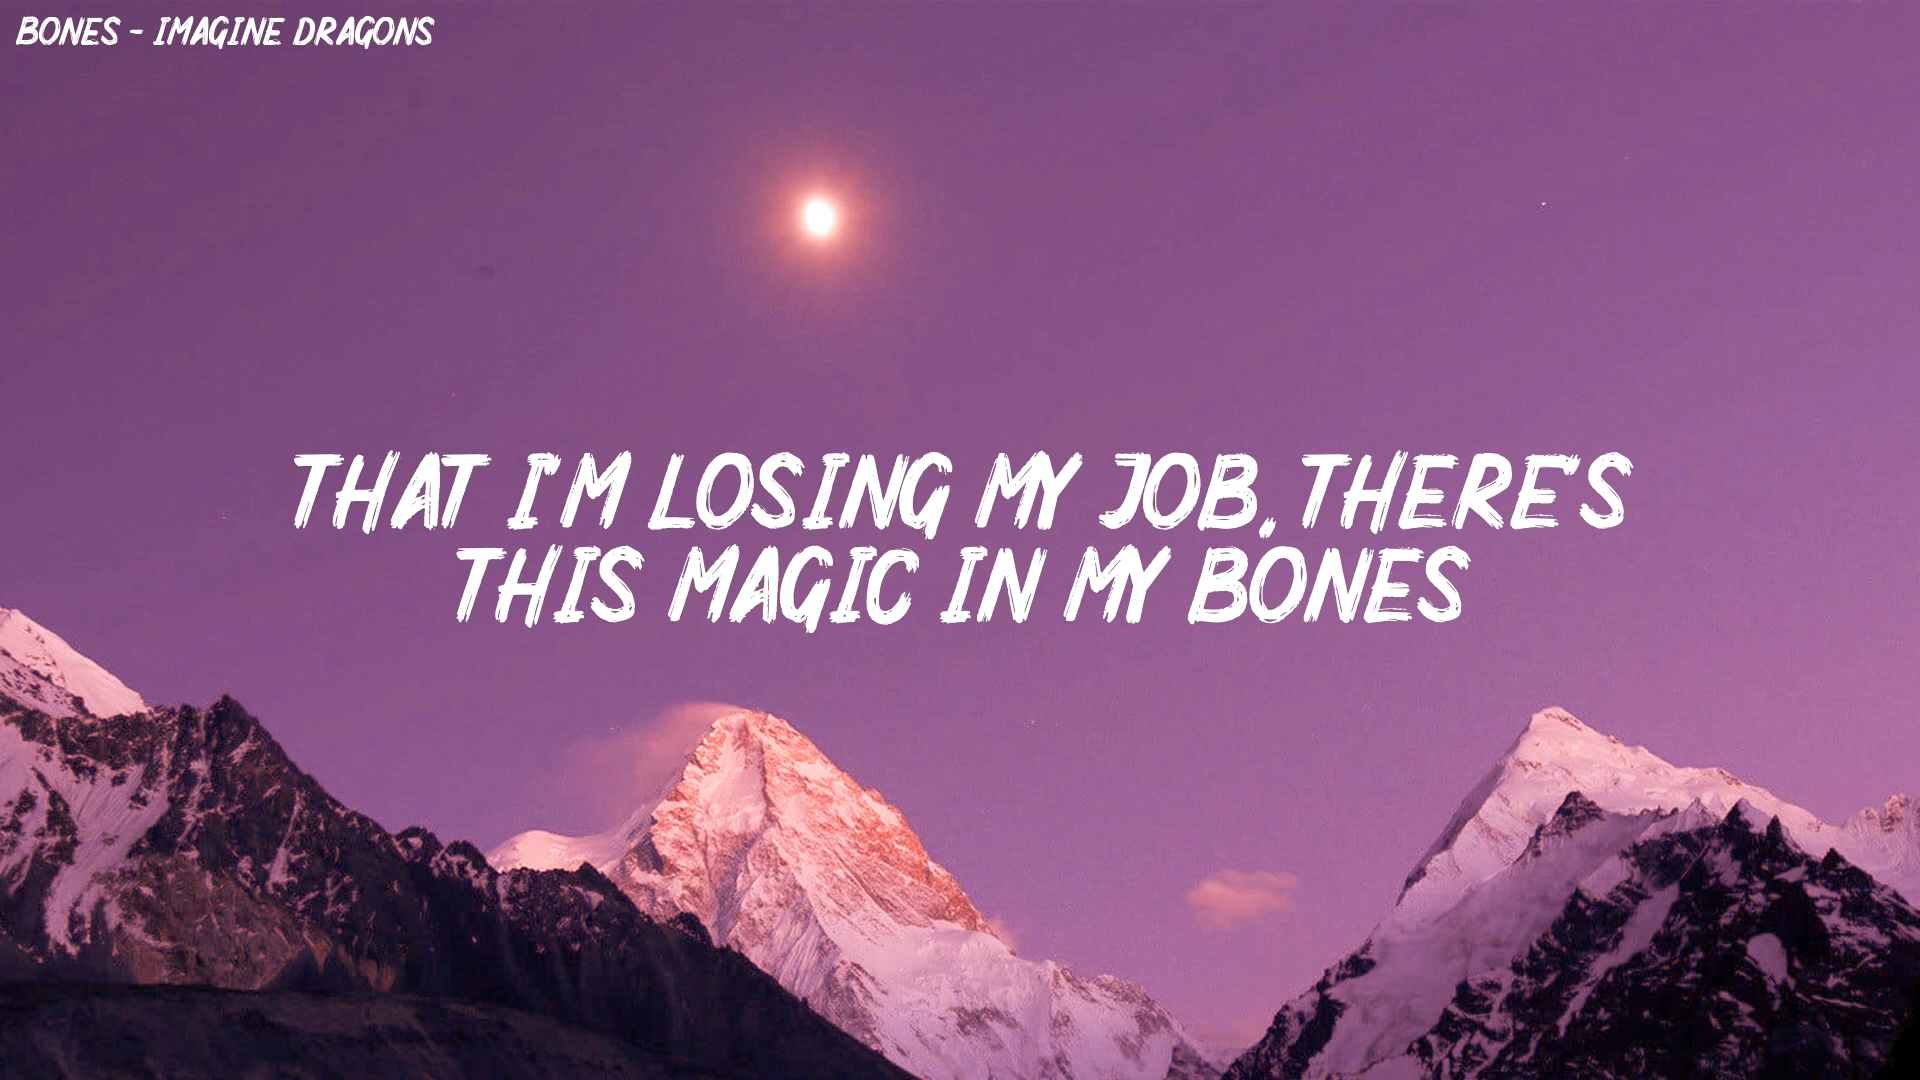 BONES - IMAGINE DRAGONS
THAT I'M LOSING MY JOB, THERE'S
THIS MAGIC IN MY BONES